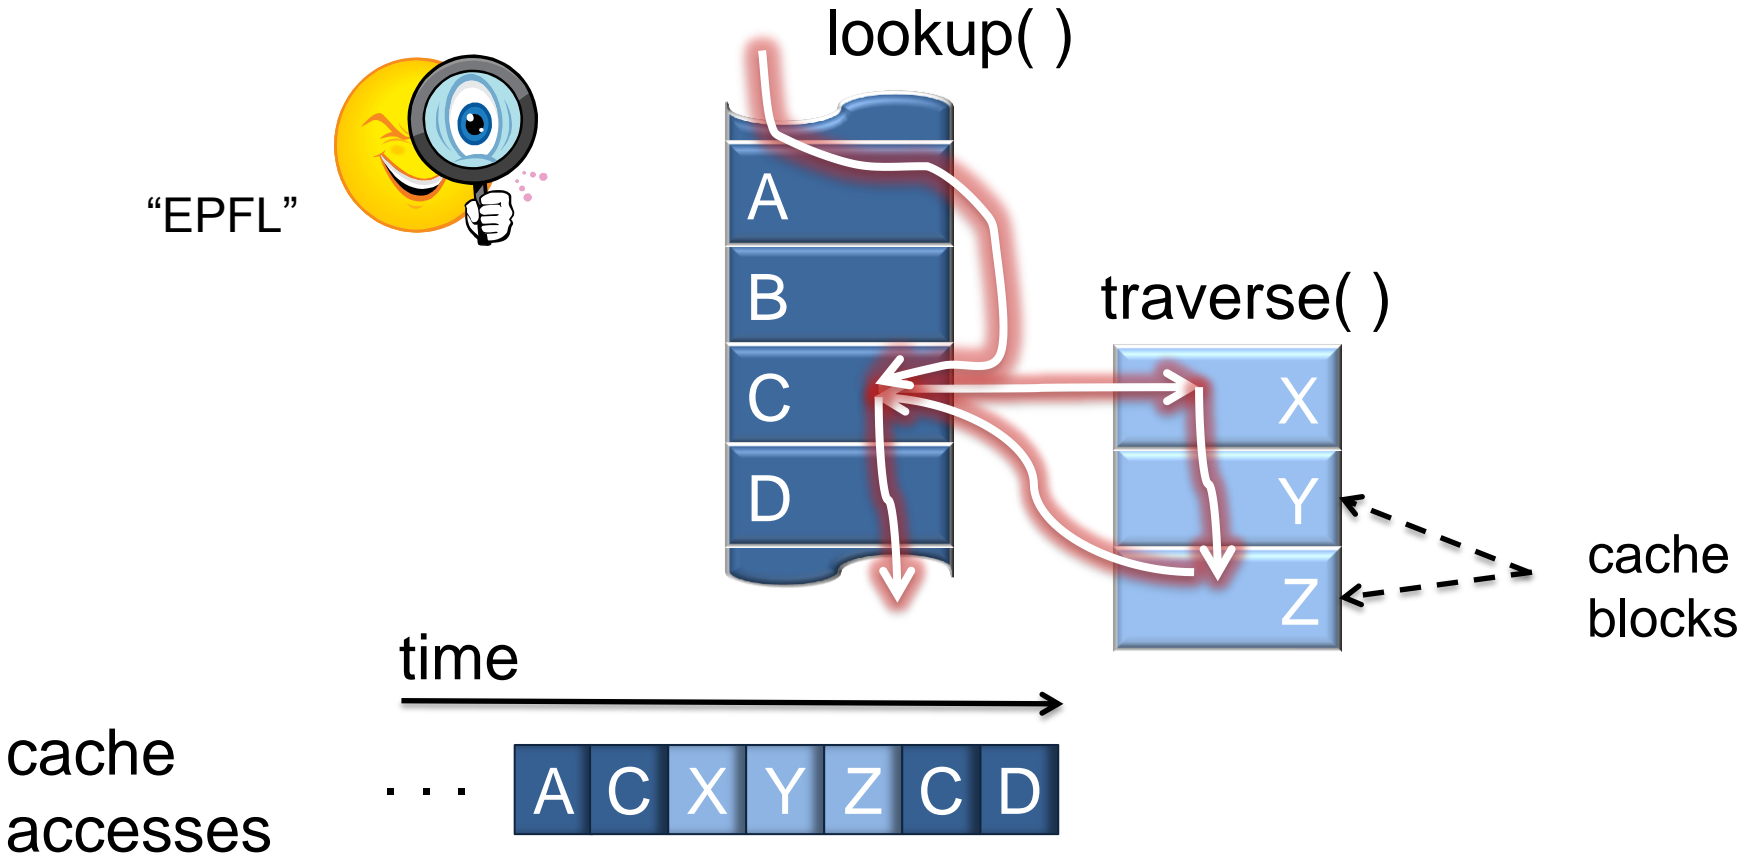 lookup( )
“EPFL”
A
B
C
D
traverse( )
X
Y
Z
cache
blocks
time
cache
accesses
. . .
A C X Y Z C D